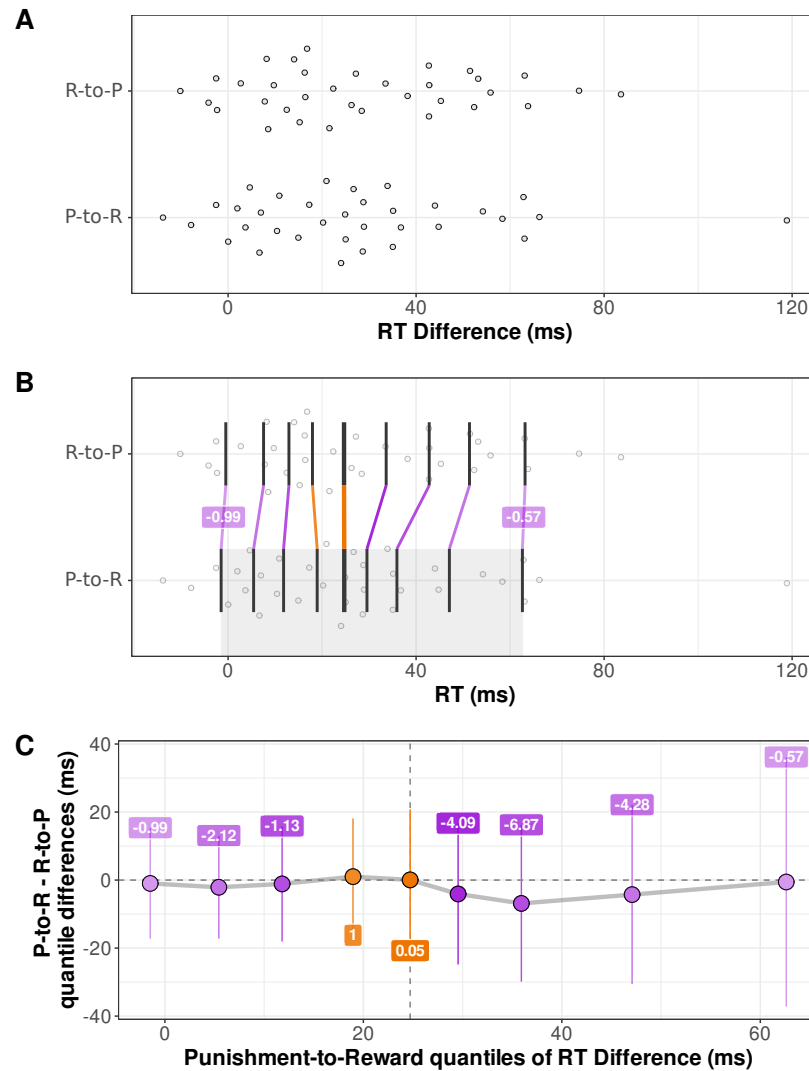 A
R-to-P
P-to-R
0
40
80
120
RT Difference (ms)
B
R-to-P
-0.99
-0.57
P-to-R
0
40
80
120
RT (ms)
C
P-to-R - R-to-P
quantile differences (ms)
40
20
0
-20
-40
-0.99
-2.12
-1.13
1
0.05
-4.09
-6.87
-4.28
-0.57
0
20
40
60
Punishment-to-Reward quantiles of RT Difference (ms)